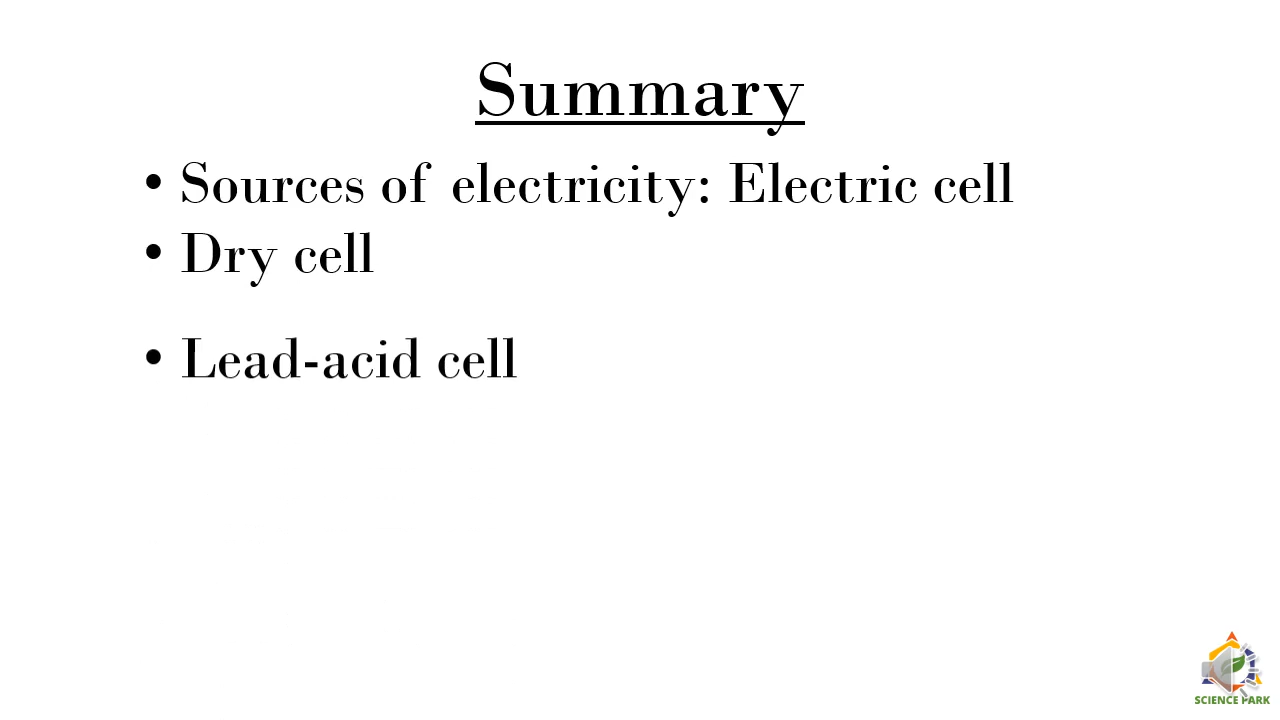 Summary
• Sources of electricity: Electric cell
• Dry cell
• Lead-acid cell
SCIENCE PARK